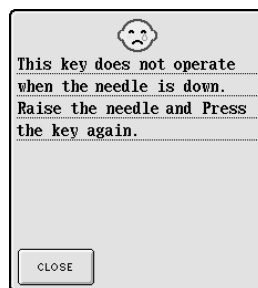 This key does not operate
when the needle is down.
Raise the needle and Press
the key again.
CLOSE